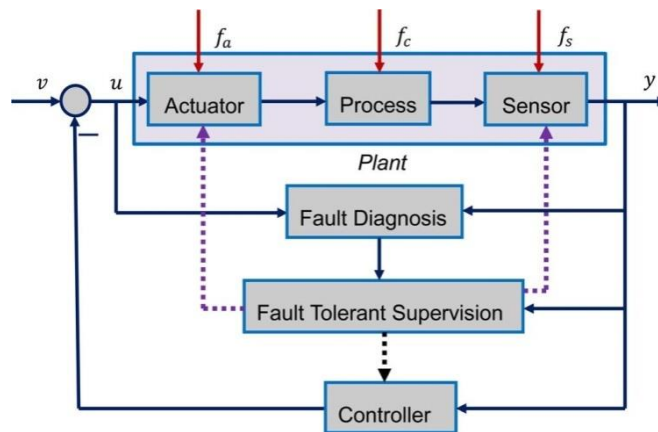 f_a f_c f_s
v u y
Actuator Process Sensor
Plant
Fault Diagnosis
Fault Tolerant Supervision
Controller